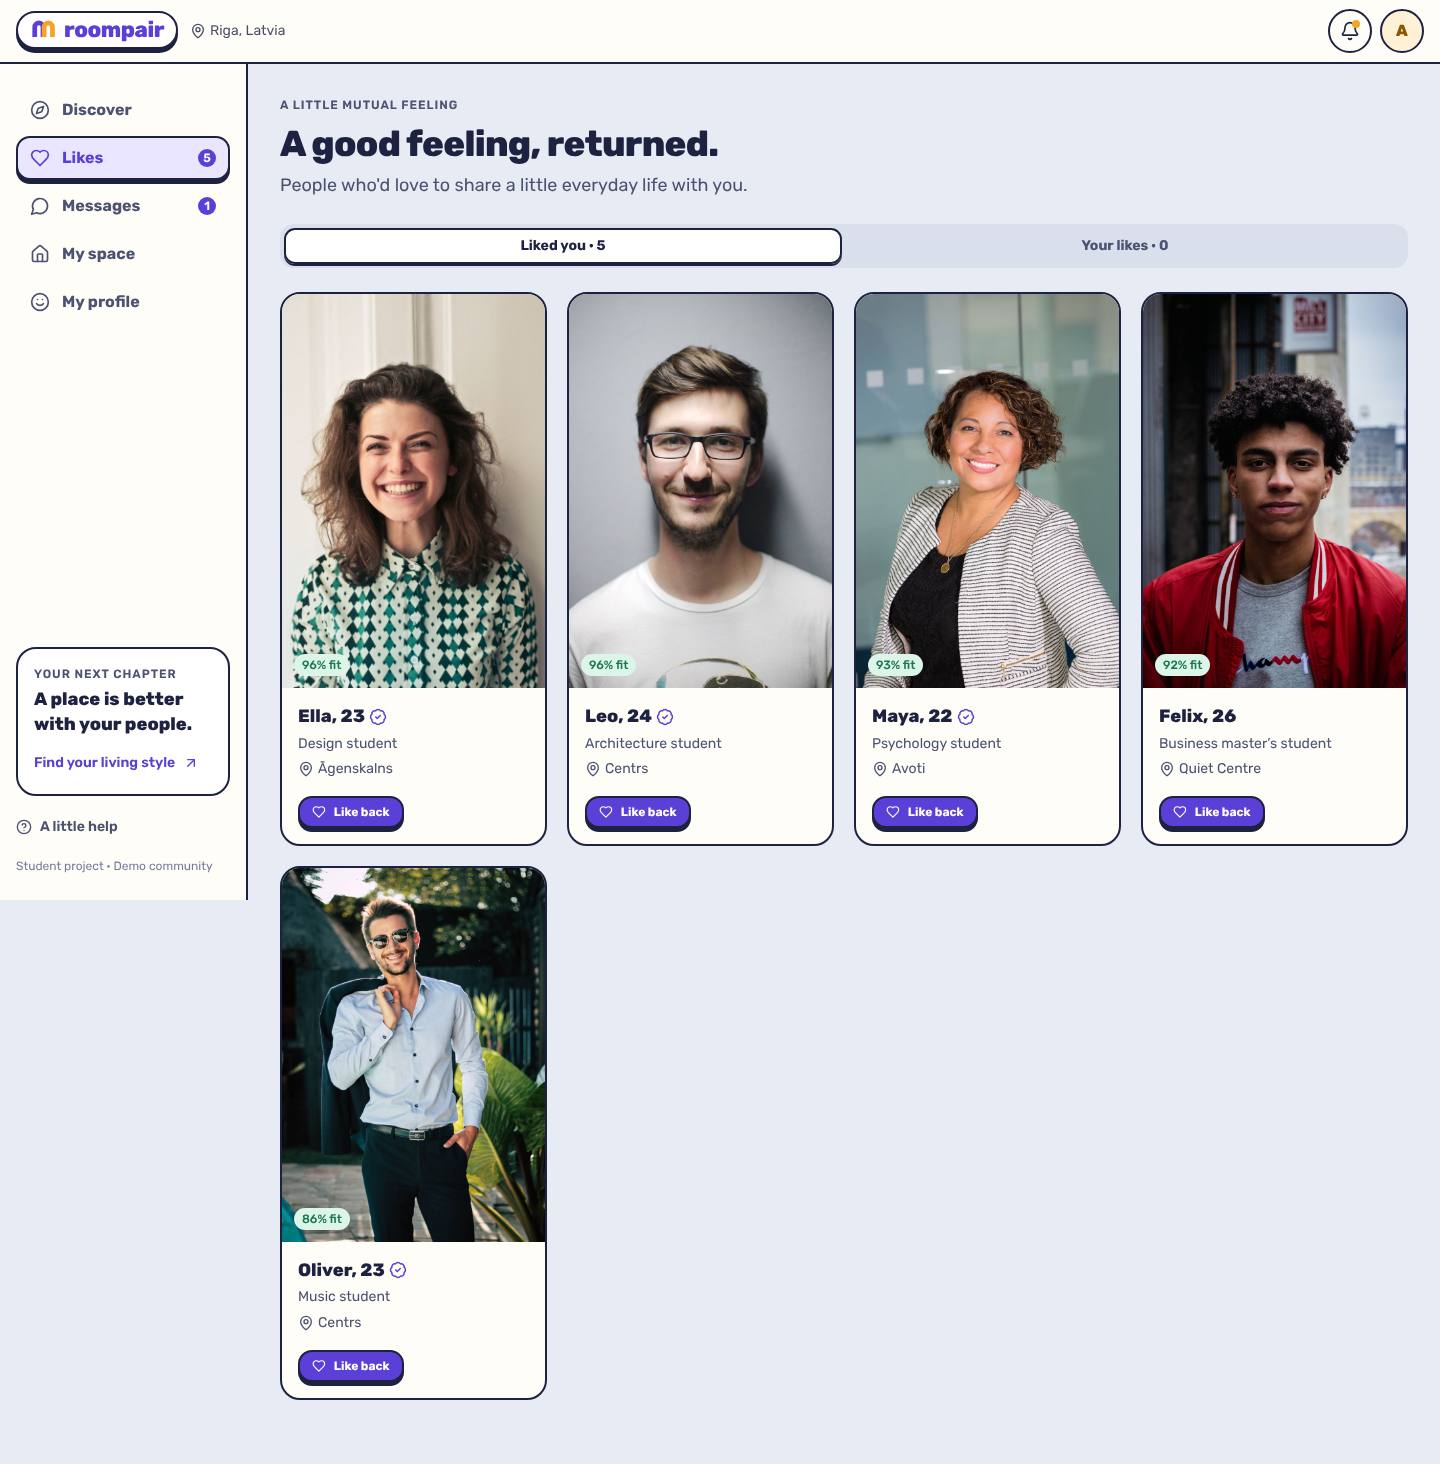 roompair
Riga, Latvia
A
Discover
Likes 5
Messages 1
My space
My profile
YOUR NEXT CHAPTER
A place is better
with your people.
Find your living style
A little help
Student project • Demo community
A LITTLE MUTUAL FEELING
A good feeling, returned.
People who'd love to share a little everyday life with you.
Liked you • 5
Your likes • 0
96% fit
Ella, 23
Design student
Āgenskalns
Like back
96% fit
Leo, 24
Architecture student
Centrs
Like back
93% fit
Maya, 22
Psychology student
Avoti
Like back
CITY
92% fit
Felix, 26
Business master’s student
Quiet Centre
Like back
86% fit
Oliver, 23
Music student
Centrs
Like back